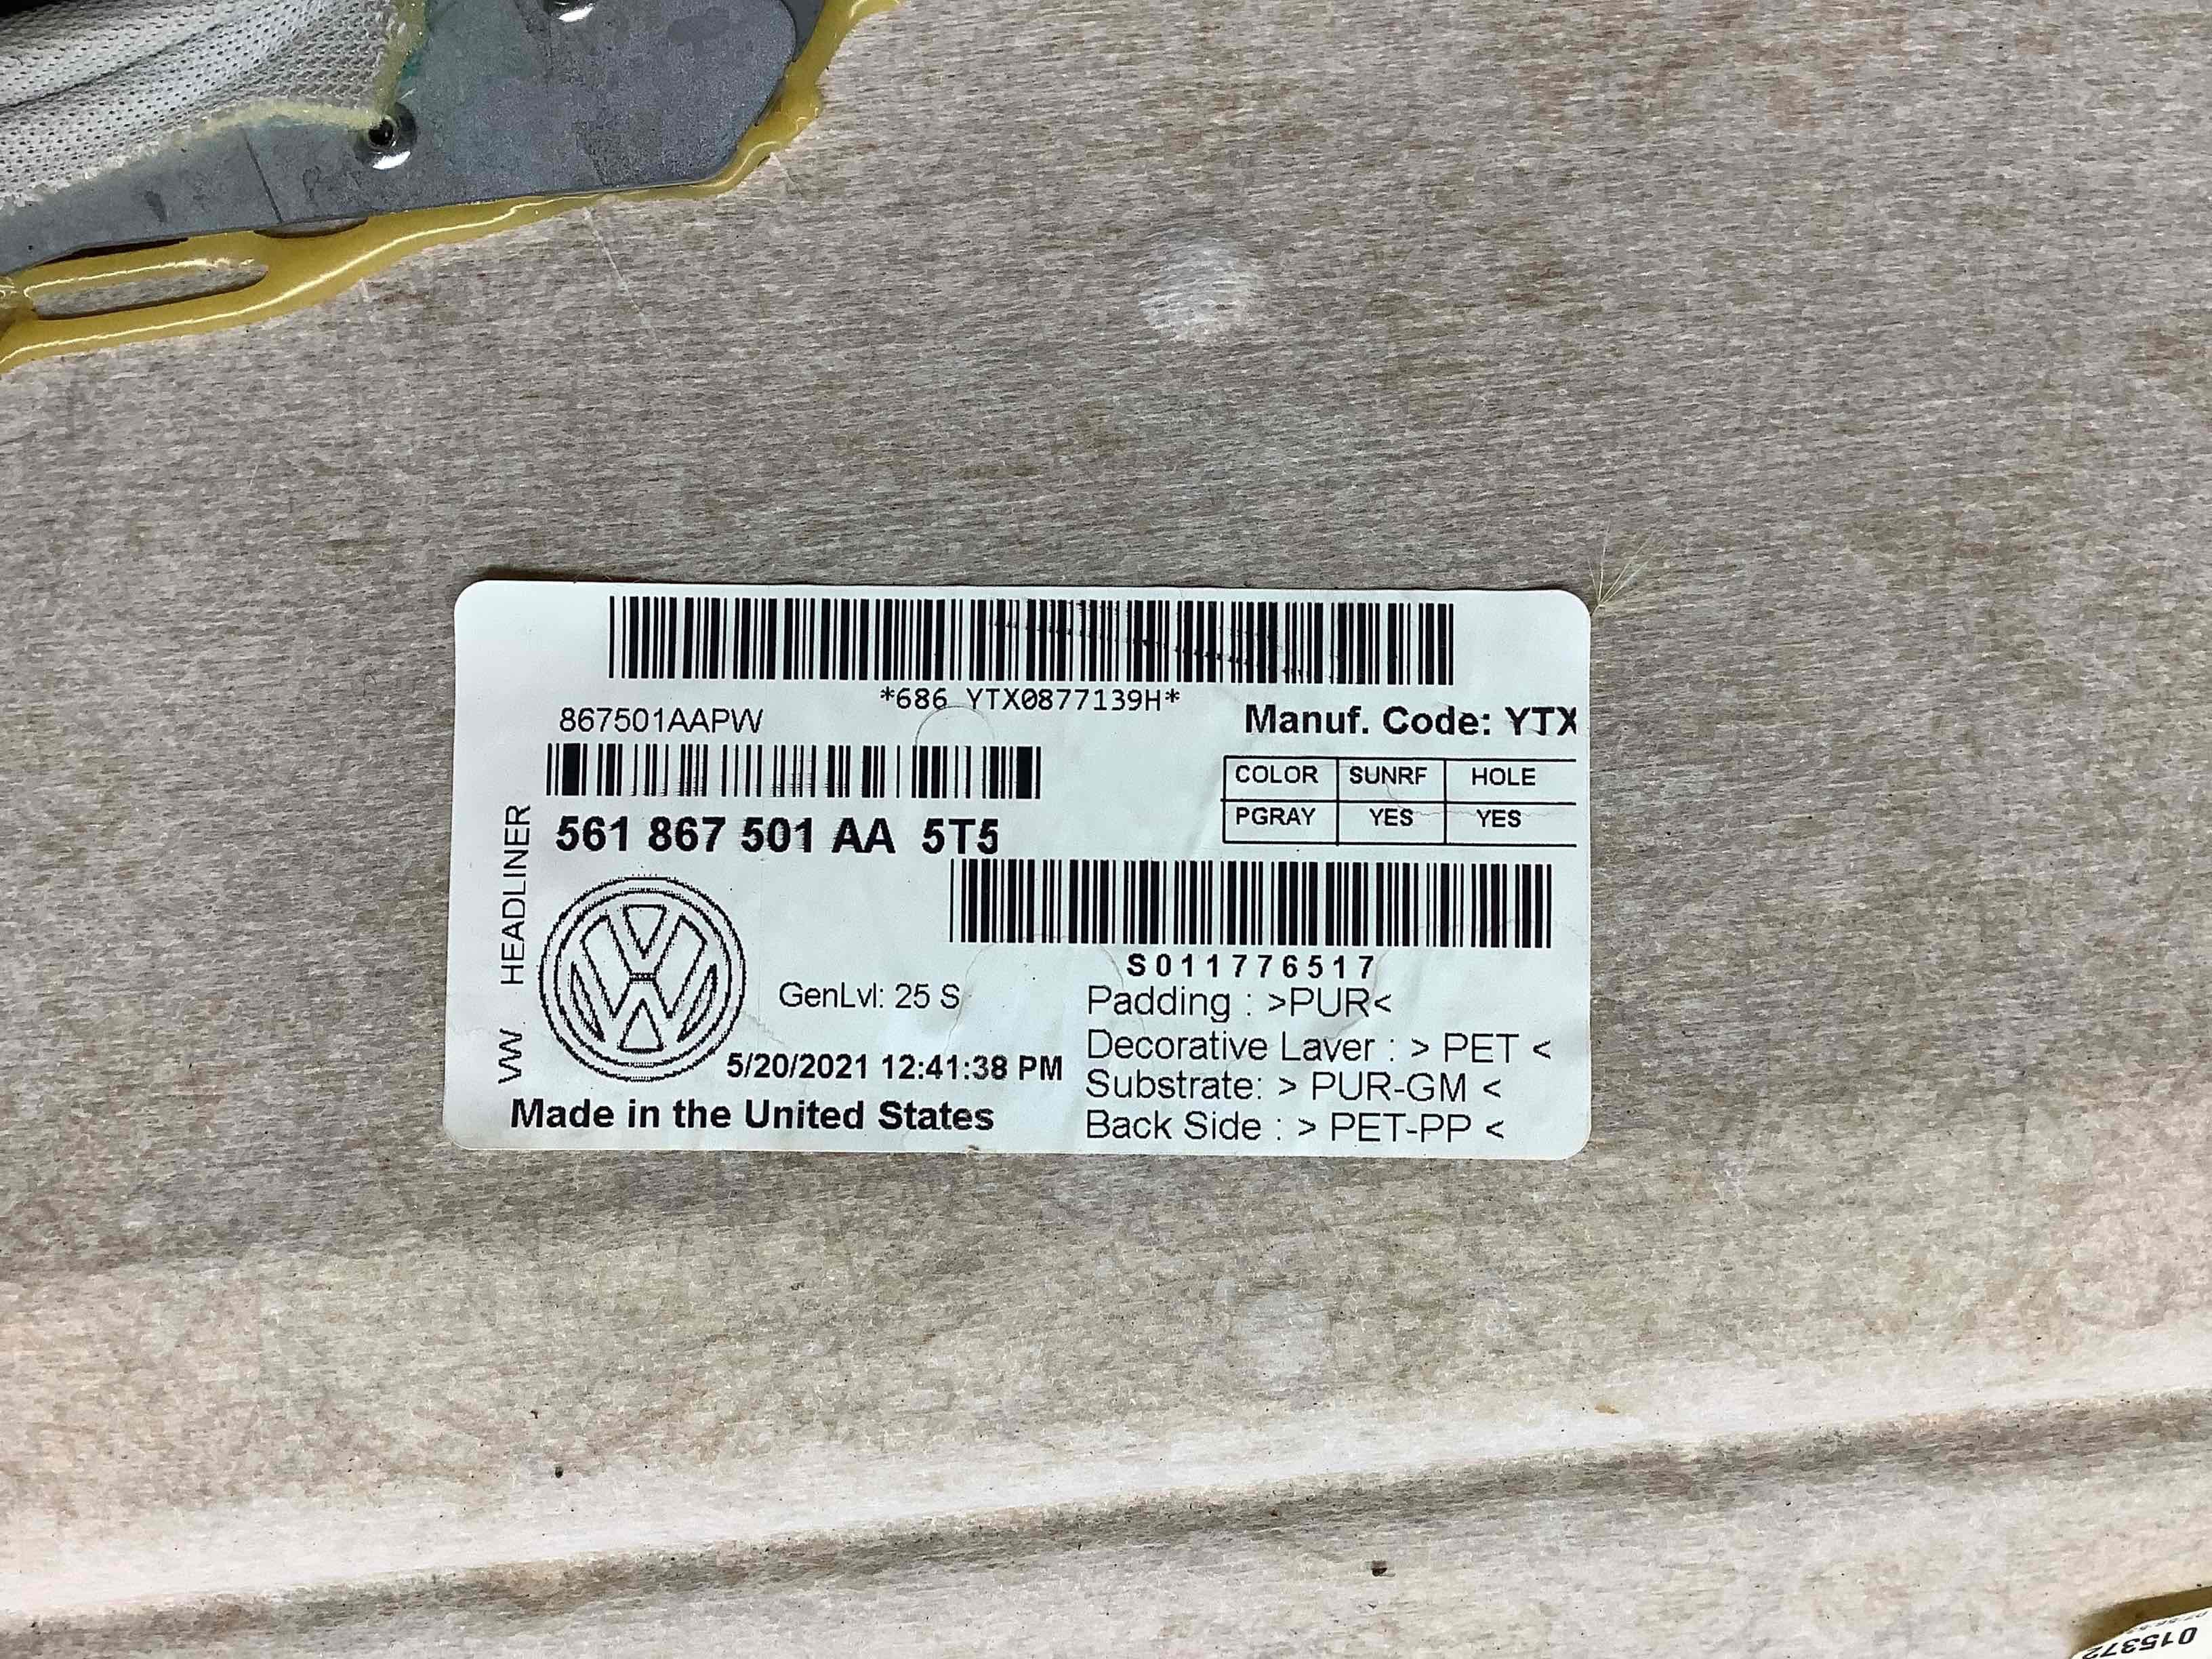 *686 YTX0877139H*
867501AAPW
Manuf. Code: YTX
COLOR SUNRF HOLE
PGRAY YES YES
561 867 501 AA 5T5
VW HEADLINER
S011776517
GenLvl: 25 S
Padding : >PUR<
Decorative Laver : > PET <
5/20/2021 12:41:38 PM
Substrate: > PUR-GM <
Made in the United States
Back Side : > PET-PP <
015372